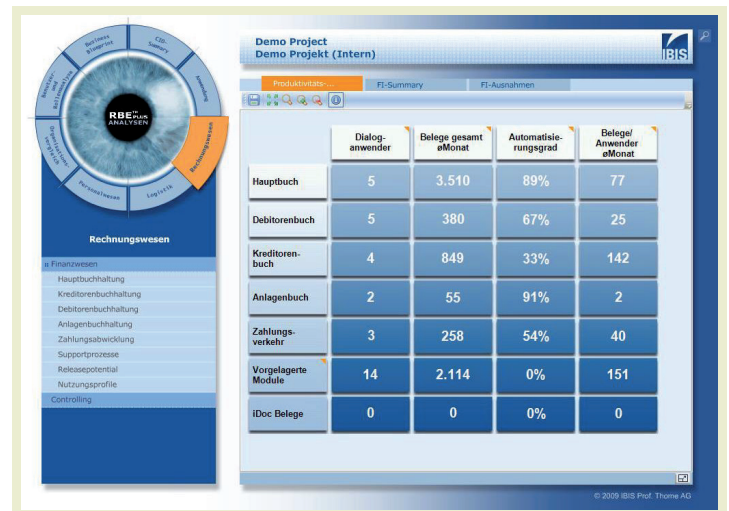 Business Blueprint
CIO-Summary
Anwendung
Rechnungswesen
Logistik
Personalwesen
Organisations-vergleich
Benutzer- und Rollenanalyse
RBE™ PLUS
ANALYSEN
Rechnungswesen
Finanzwesen
Hauptbuchhaltung
Kreditorenbuchhaltung
Debitorenbuchhaltung
Anlagenbuchhaltung
Zahlungsabwicklung
Supportprozesse
Releasepotential
Nutzungsprofile
Controlling
Demo Project
Demo Projekt (Intern)
IBIS
Produktivitäts-... FI-Summary FI-Ausnahmen
Dialog-
anwender
Belege gesamt
øMonat
Automatisie-
rungsgrad
Belege/
Anwender
øMonat
Hauptbuch 5 3.510 89% 77
Debitorenbuch 5 380 67% 25
Kreditoren-
buch 4 849 33% 142
Anlagenbuch 2 55 91% 2
Zahlungs-
verkehr 3 258 54% 40
Vorgelagerte
Module 14 2.114 0% 151
iDoc Belege 0 0 0% 0
© 2009 IBIS Prof. Thome AG